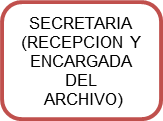 SECRETARIA
(RECEPCION Y
ENCARGADA
DEL
ARCHIVO)